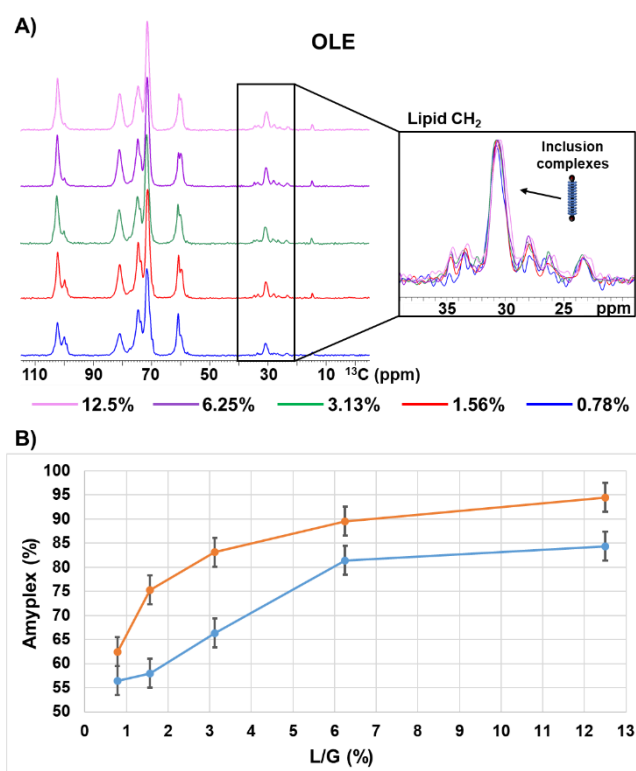 A)
OLE
Lipid CH₂
Inclusion
complexes
35 30 25 ppm
110 90 70 50 30 10 ¹³C (ppm)
12.5% 6.25% 3.13% 1.56% 0.78%
B)
Amyplex (%)
100
95
90
85
80
75
70
65
60
55
50
0 1 2 3 4 5 6 7 8 9 10 11 12 13
L/G (%)